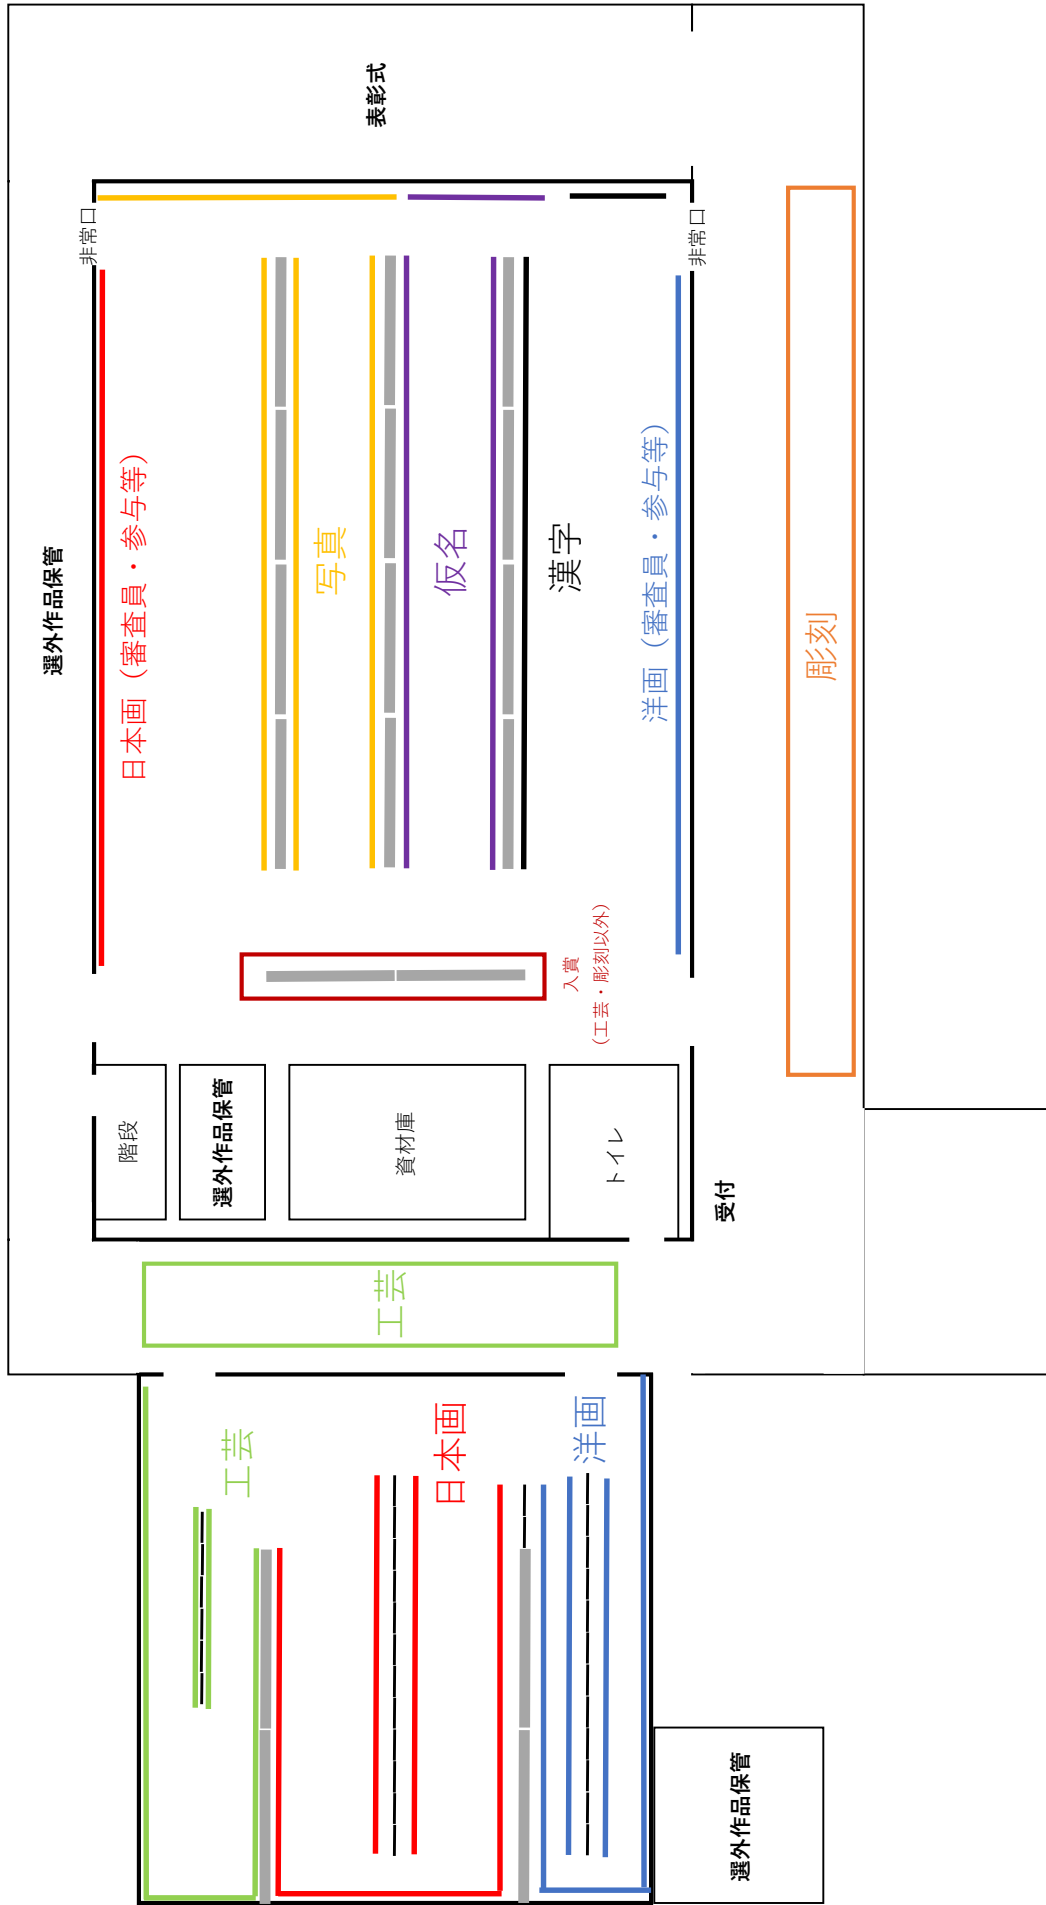 表彰式
非常口
非常口
選外作品保管
日本画（審査員・参与等）
写真
仮名
漢字
洋画（審査員・参与等）
彫刻
入賞
（工芸・彫刻以外）
階段
選外作品保管
資材庫
トイレ
受付
工芸
工芸
日本画
洋画
選外作品保管